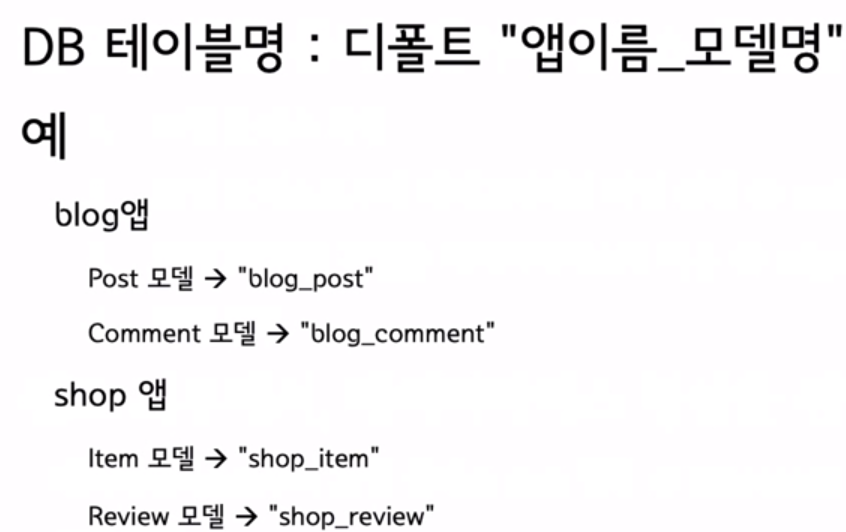 DB 테이블명 : 디폴트 "앱이름_모델명"
예
blog앱
Post 모델 → "blog_post"
Comment 모델 → "blog_comment"
shop 앱
Item 모델 → "shop_item"
Review 모델 → "shop_review"